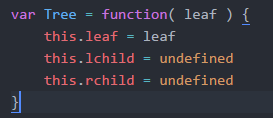 var Tree = function( leaf ) {
    this.leaf = leaf
    this.lchild = undefined
    this.rchild = undefined
}